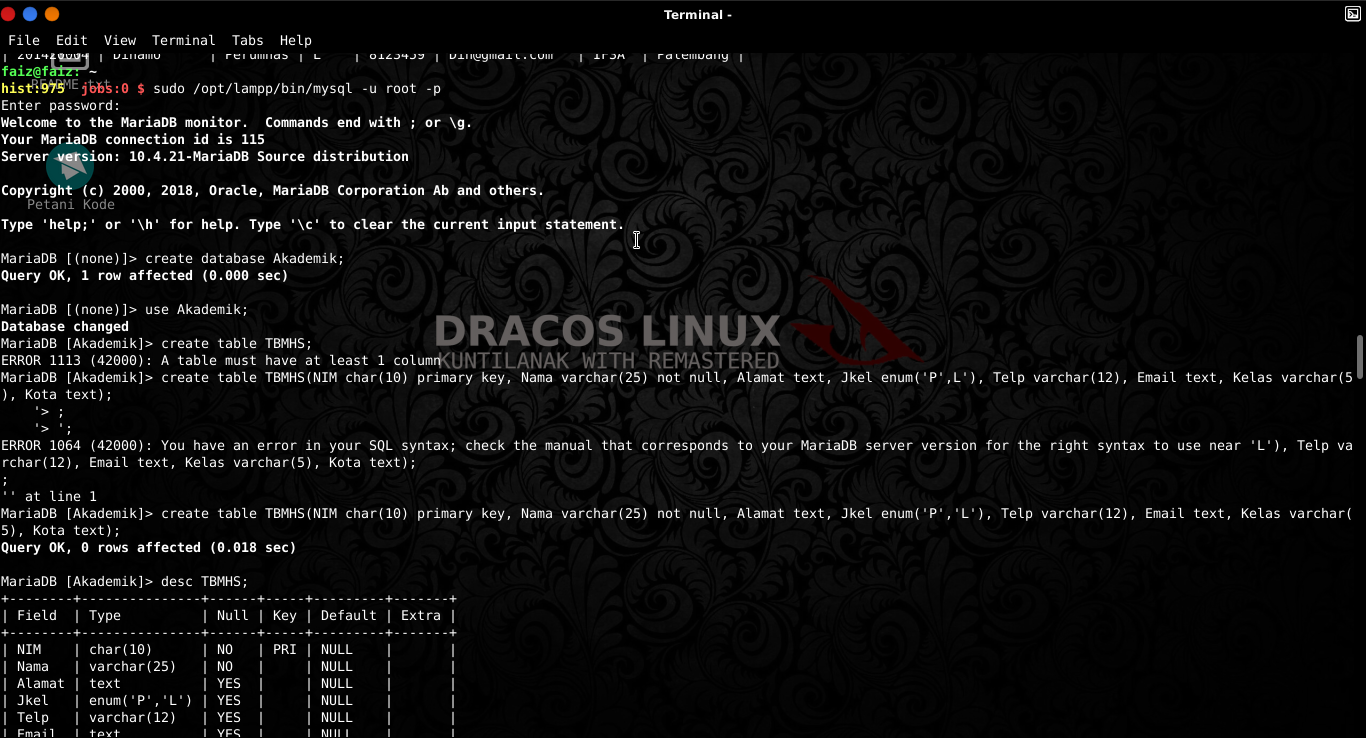 Terminal -
File Edit View Terminal Tabs Help
| 2014210004 | Dinamo | Perumnas | L | 8123459 | Din@gmail.com | IF3A | Palembang |
faiz@faiz: ~
README.txt
hist:975 jobs:0 $ sudo /opt/lampp/bin/mysql -u root -p
Enter password:
Welcome to the MariaDB monitor.  Commands end with ; or \g.
Your MariaDB connection id is 115
Server version: 10.4.21-MariaDB Source distribution
Copyright (c) 2000, 2018, Oracle, MariaDB Corporation Ab and others.
Petani Kode
Type 'help;' or '\h' for help. Type '\c' to clear the current input statement.
MariaDB [(none)]> create database Akademik;
Query OK, 1 row affected (0.000 sec)
MariaDB [(none)]> use Akademik;
Database changed
DRACOS LINUX
MariaDB [Akademik]> create table TBMHS;
ERROR 1113 (42000): A table must have at least 1 column
KUNTILANAK WITH REMASTERED
MariaDB [Akademik]> create table TBMHS(NIM char(10) primary key, Nama varchar(25) not null, Alamat text, Jkel enum('P',L'), Telp varchar(12), Email text, Kelas varchar(5
), Kota text);
'> ;
'> ';
ERROR 1064 (42000): You have an error in your SQL syntax; check the manual that corresponds to your MariaDB server version for the right syntax to use near 'L'), Telp va
rchar(12), Email text, Kelas varchar(5), Kota text);
;
'' at line 1
MariaDB [Akademik]> create table TBMHS(NIM char(10) primary key, Nama varchar(25) not null, Alamat text, Jkel enum('P','L'), Telp varchar(12), Email text, Kelas varchar(
5), Kota text);
Query OK, 0 rows affected (0.018 sec)
MariaDB [Akademik]> desc TBMHS;
+--------+---------------+------+-----+---------+-------+
| Field  | Type          | Null | Key | Default | Extra |
+--------+---------------+------+-----+---------+-------+
| NIM    | char(10)      | NO   | PRI | NULL    |       |
| Nama   | varchar(25)   | NO   |     | NULL    |       |
| Alamat | text          | YES  |     | NULL    |       |
| Jkel   | enum('P','L') | YES  |     | NULL    |       |
| Telp   | varchar(12)   | YES  |     | NULL    |       |
| Email  | text          | YES  |     | NULL    |       |